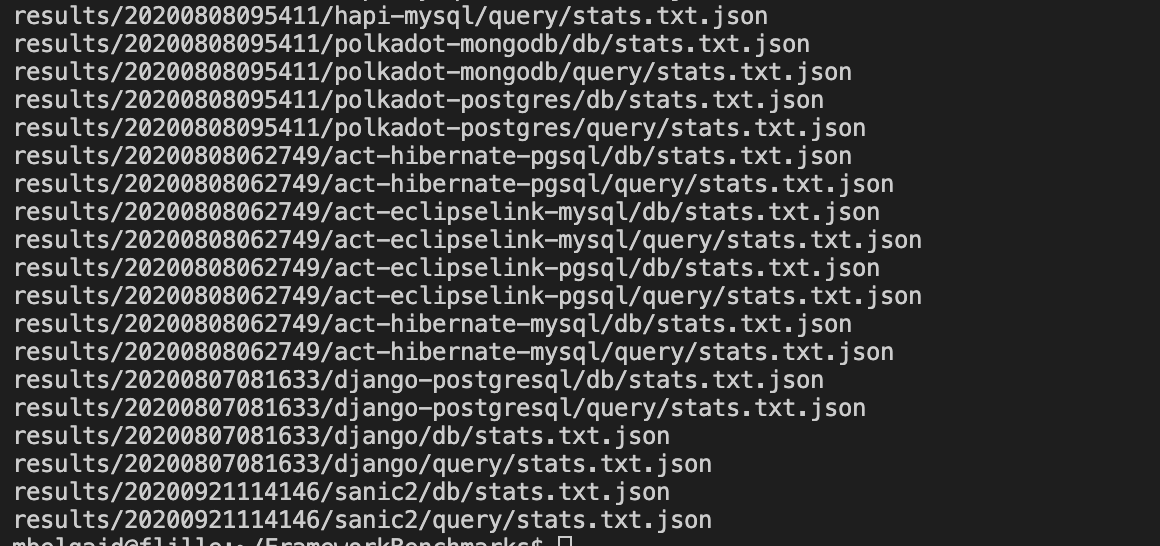 results/20200808095411/hapi-mysql/query/stats.txt.json
results/20200808095411/polkadot-mongodb/db/stats.txt.json
results/20200808095411/polkadot-mongodb/query/stats.txt.json
results/20200808095411/polkadot-postgres/db/stats.txt.json
results/20200808095411/polkadot-postgres/query/stats.txt.json
results/20200808062749/act-hibernate-pgsql/db/stats.txt.json
results/20200808062749/act-hibernate-pgsql/query/stats.txt.json
results/20200808062749/act-eclipselink-mysql/db/stats.txt.json
results/20200808062749/act-eclipselink-mysql/query/stats.txt.json
results/20200808062749/act-eclipselink-pgsql/db/stats.txt.json
results/20200808062749/act-eclipselink-pgsql/query/stats.txt.json
results/20200808062749/act-hibernate-mysql/db/stats.txt.json
results/20200808062749/act-hibernate-mysql/query/stats.txt.json
results/20200807081633/django-postgresql/db/stats.txt.json
results/20200807081633/django-postgresql/query/stats.txt.json
results/20200807081633/django/db/stats.txt.json
results/20200807081633/django/query/stats.txt.json
results/20200921114146/sanic2/db/stats.txt.json
results/20200921114146/sanic2/query/stats.txt.json